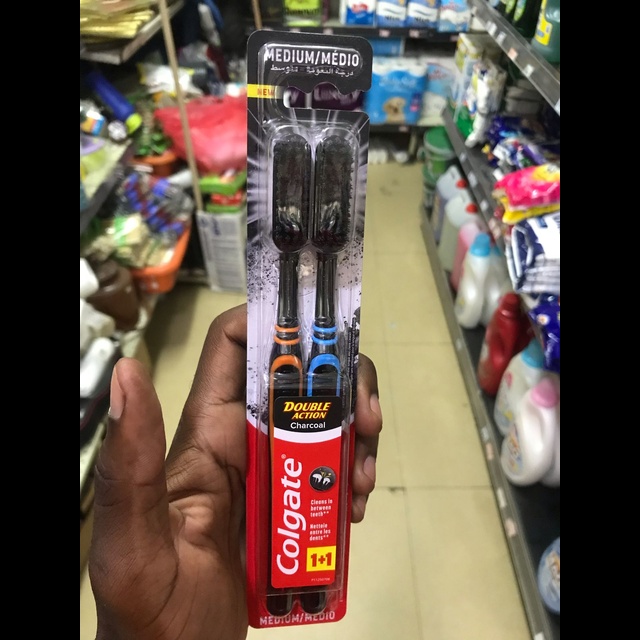 MEDIUM/MÉDIO
درجة النعومة - متوسط
NEW
DOUBLE
ACTION
Charcoal
Colgate®
Cleans in
between
teeth**
Nettoie
entre les
dents**
1+1
MEDIUM/MÉDIO